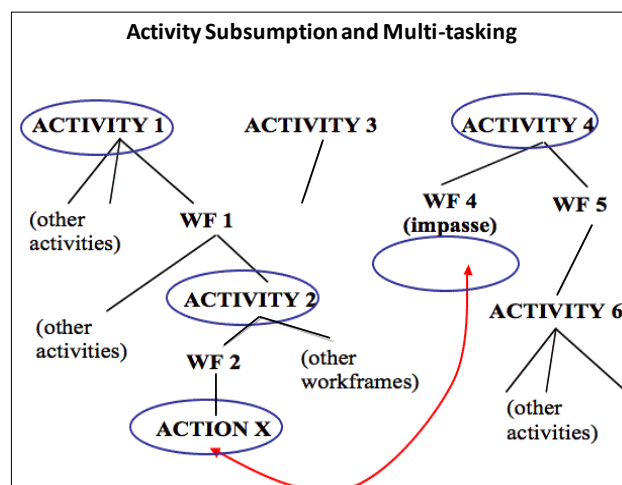 Activity Subsumption and Multi-tasking
ACTIVITY 1
ACTIVITY 3
ACTIVITY 4
(other
activities)
WF 1
WF 4
(impasse)
WF 5
(other
activities)
ACTIVITY 2
ACTIVITY 6
WF 2
(other
workframes)
ACTION X
(other
activities)